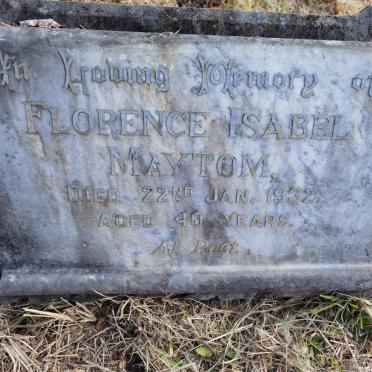 In Loving Memory of
FLORENCE ISABEL
MAYTOM,
DIED 22ND JAN. 1932.
AGED 40 YEARS.
At Rest.